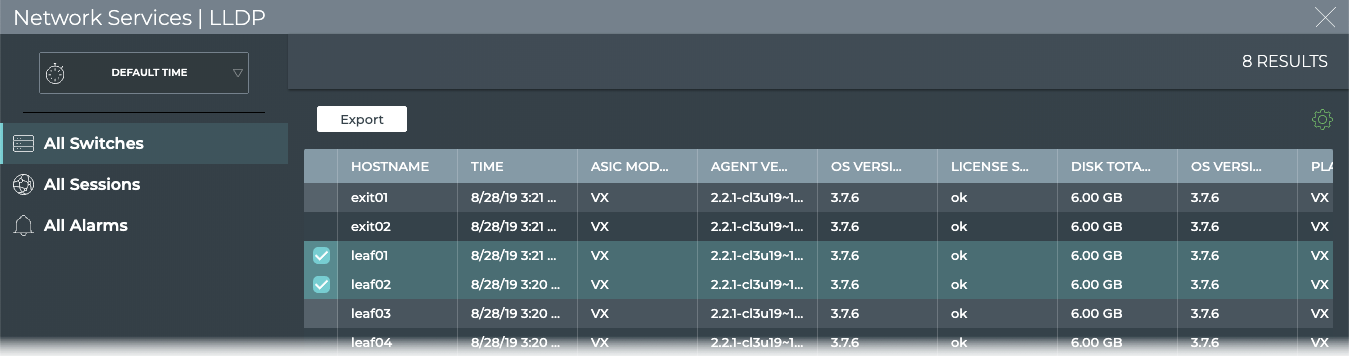 Network Services | LLDP
DEFAULT TIME
8 RESULTS
All Switches
All Sessions
All Alarms
Export
HOSTNAME TIME ASIC MOD... AGENT VE... OS VERSI... LICENSE S... DISK TOTA... OS VERSI... PLA
exit01 8/28/19 3:21 ... VX 2.2.1-cl3u19~1... 3.7.6 ok 6.00 GB 3.7.6 VX
exit02 8/28/19 3:21 ... VX 2.2.1-cl3u19~1... 3.7.6 ok 6.00 GB 3.7.6 VX
leaf01 8/28/19 3:21 ... VX 2.2.1-cl3u19~1... 3.7.6 ok 6.00 GB 3.7.6 VX
leaf02 8/28/19 3:20 ... VX 2.2.1-cl3u19~1... 3.7.6 ok 6.00 GB 3.7.6 VX
leaf03 8/28/19 3:20 ... VX 2.2.1-cl3u19~1... 3.7.6 ok 6.00 GB 3.7.6 VX
leaf04 8/28/19 3:20 ... VX 2.2.1-cl3u19~1... 3.7.6 ok 6.00 GB 3.7.6 VX